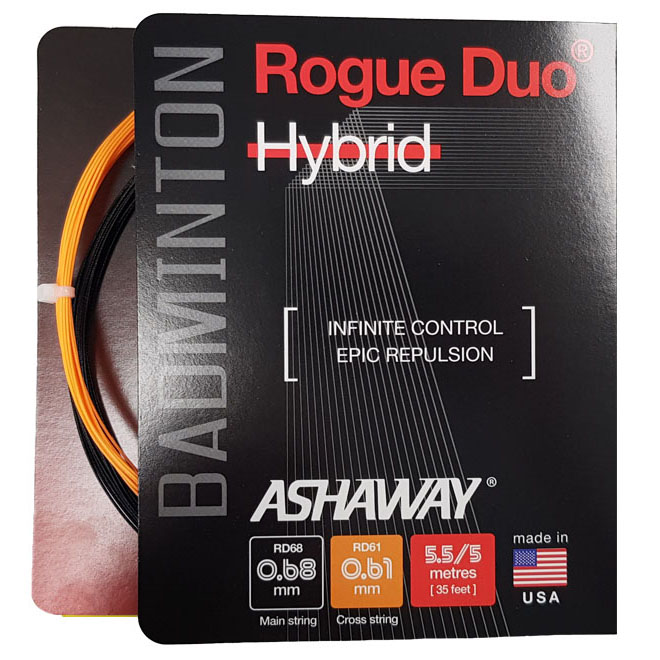 BADMINTON
Rogue Duo®
Hybrid
INFINITE CONTROL
EPIC REPULSION
ASHAWAY®
RD68
0.68
mm
Main string
RD61
0.61
mm
Cross string
5.5/5
metres
[ 35 feet ]
made in
USA